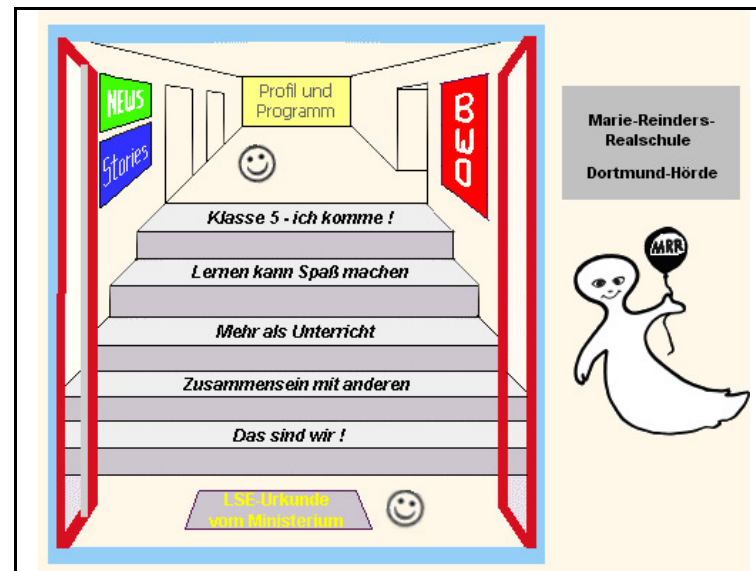 NEWS
Stories
Profil und
Programm
BWO
Klasse 5 - ich komme !
Lernen kann Spaß machen
Mehr als Unterricht
Zusammensein mit anderen
Das sind wir !
LSE-Urkunde
vom Ministerium
Marie-Reinders-
Realschule
Dortmund-Hörde
MRR